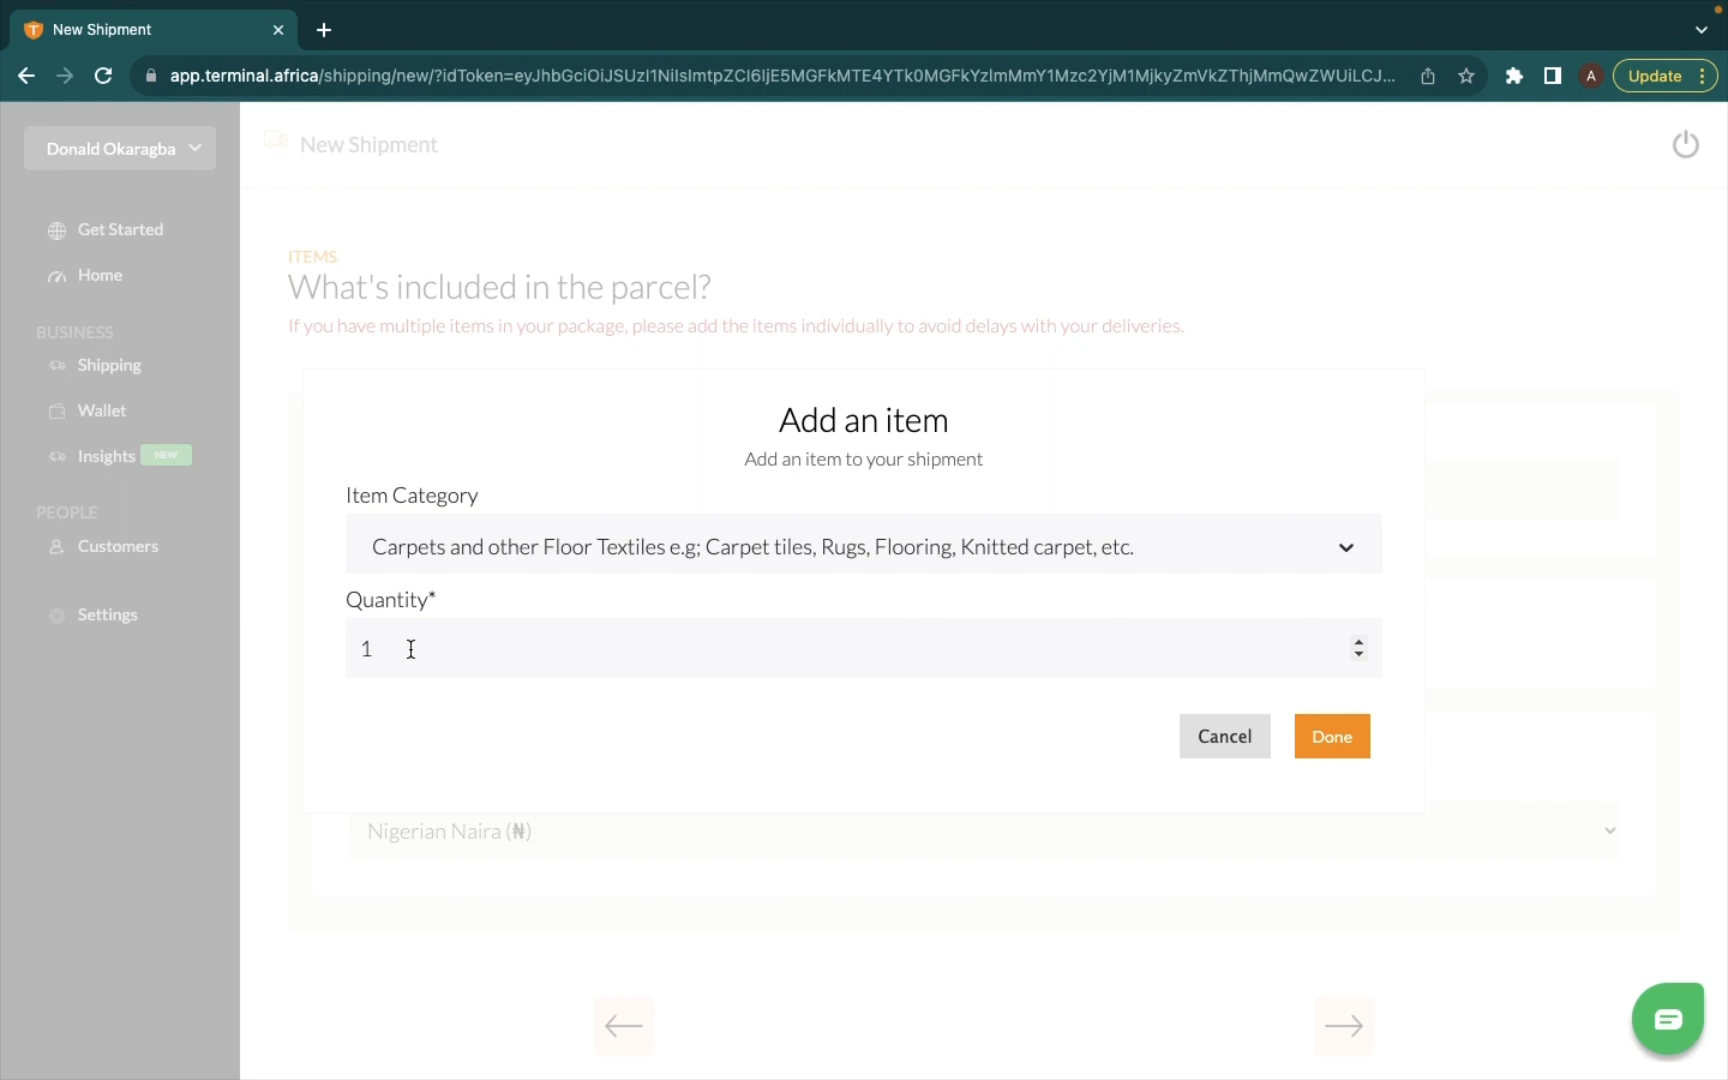 New Shipment
app.terminal.africa/shipping/new/?idToken=eyJhbGciOiJSUzI1NiIsImtpZCI6IjE5MGFkMTE4YTk0MGFkYzlmMmY1Mzc2YjM1MjkyZmVkZThjMmQwZWUiLCJ...
A
Update
Donald Okaragba
New Shipment
Get Started
Home
BUSINESS
Shipping
Wallet
Insights NEW
PEOPLE
Customers
Settings
ITEMS
What's included in the parcel?
If you have multiple items in your package, please add the items individually to avoid delays with your deliveries.
Add an item
Add an item to your shipment
Item Category
Carpets and other Floor Textiles e.g; Carpet tiles, Rugs, Flooring, Knitted carpet, etc.
Quantity*
1
Cancel
Done
Nigerian Naira (₦)